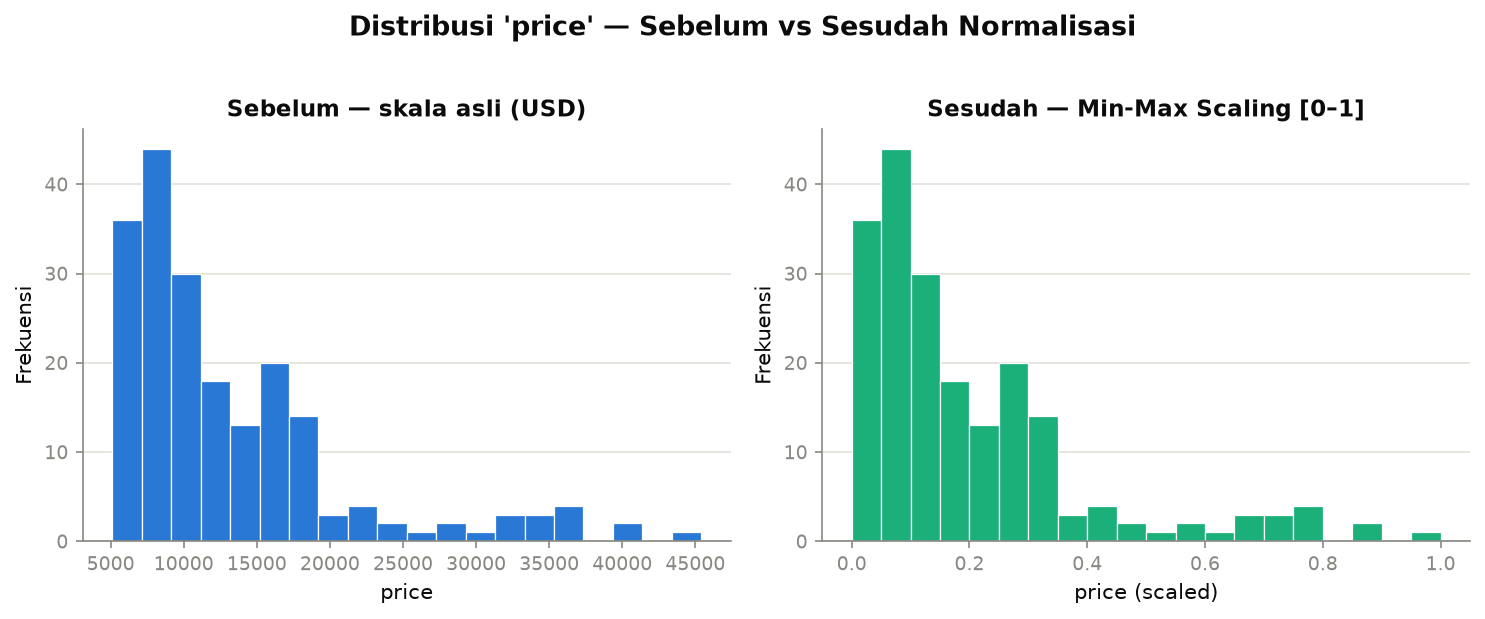 Distribusi 'price' — Sebelum vs Sesudah Normalisasi
Sebelum — skala asli (USD)
Frekuensi
40
30
20
10
0
5000 10000 15000 20000 25000 30000 35000 40000 45000
price
Sesudah — Min-Max Scaling [0–1]
Frekuensi
40
30
20
10
0
0.0 0.2 0.4 0.6 0.8 1.0
price (scaled)